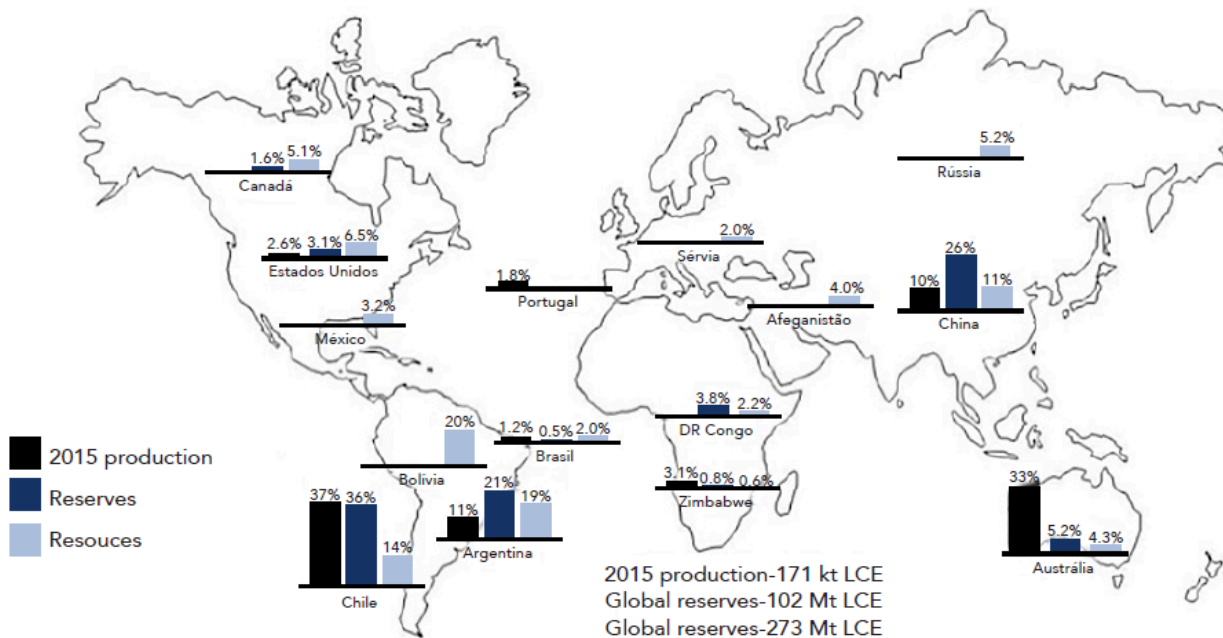 1.6% 5.1%
Canadá
2.6% 3.1% 6.5%
Estados Unidos
3.2%
México
1.8%
Portugal
2.0%
Sérvia
5.2%
Rússia
4.0%
Afeganistão
10% 26% 11%
China
3.8% 2.2%
DR Congo
3.1% 0.8% 0.6%
Zimbabwe
1.2% 0.5% 2.0%
Brasil
20%
Bolivia
37% 36% 14%
Chile
11% 21% 19%
Argentina
33% 5.2% 4.3%
Austrália
2015 production
Reserves
Resouces
2015 production-171 kt LCE
Global reserves-102 Mt LCE
Global reserves-273 Mt LCE